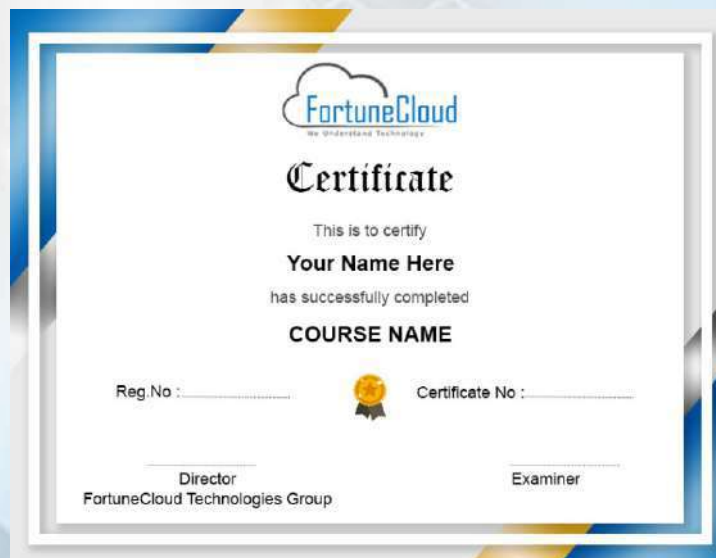 FortuneCloud
We Understand Technology
Certificate
This is to certify
Your Name Here
has successfully completed
COURSE NAME
Reg.No :
Certificate No :
Director
FortuneCloud Technologies Group
Examiner